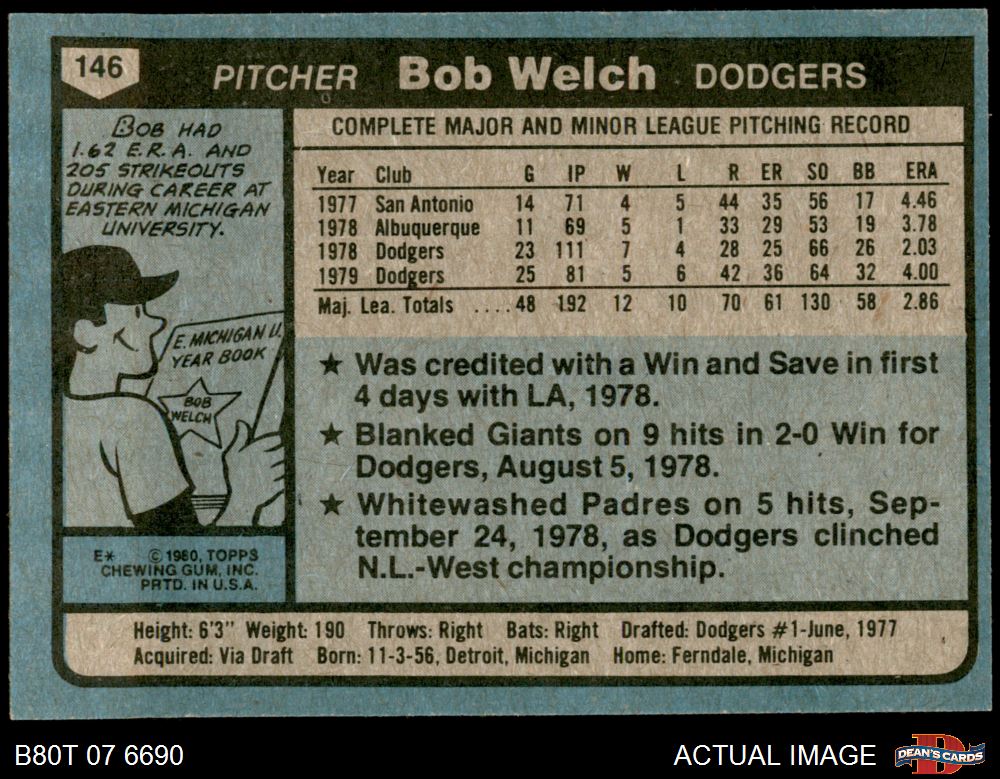 146 PITCHER Bob Welch DODGERS
BOB HAD
1.62 E.R.A. AND
205 STRIKEOUTS
DURING CAREER AT
EASTERN MICHIGAN
UNIVERSITY.
E. MICHIGAN U.
YEAR BOOK
BOB
WELCH
E* © 1980, TOPPS
CHEWING GUM, INC.
PRTD. IN U.S.A.
COMPLETE MAJOR AND MINOR LEAGUE PITCHING RECORD
Year Club G IP W L R ER SO BB ERA
1977 San Antonio 14 71 4 5 44 35 56 17 4.46
1978 Albuquerque 11 69 5 1 33 29 53 19 3.78
1978 Dodgers 23 111 7 4 28 25 66 26 2.03
1979 Dodgers 25 81 5 6 42 36 64 32 4.00
Maj. Lea. Totals ....48 192 12 10 70 61 130 58 2.86
★ Was credited with a Win and Save in first
4 days with LA, 1978.
★ Blanked Giants on 9 hits in 2-0 Win for
Dodgers, August 5, 1978.
★ Whitewashed Padres on 5 hits, Sep-
tember 24, 1978, as Dodgers clinched
N.L.-West championship.
Height: 6'3" Weight: 190 Throws: Right Bats: Right Drafted: Dodgers #1-June, 1977
Acquired: Via Draft Born: 11-3-56, Detroit, Michigan Home: Ferndale, Michigan
B80T 07 6690 ACTUAL IMAGE DEAN'S CARDS